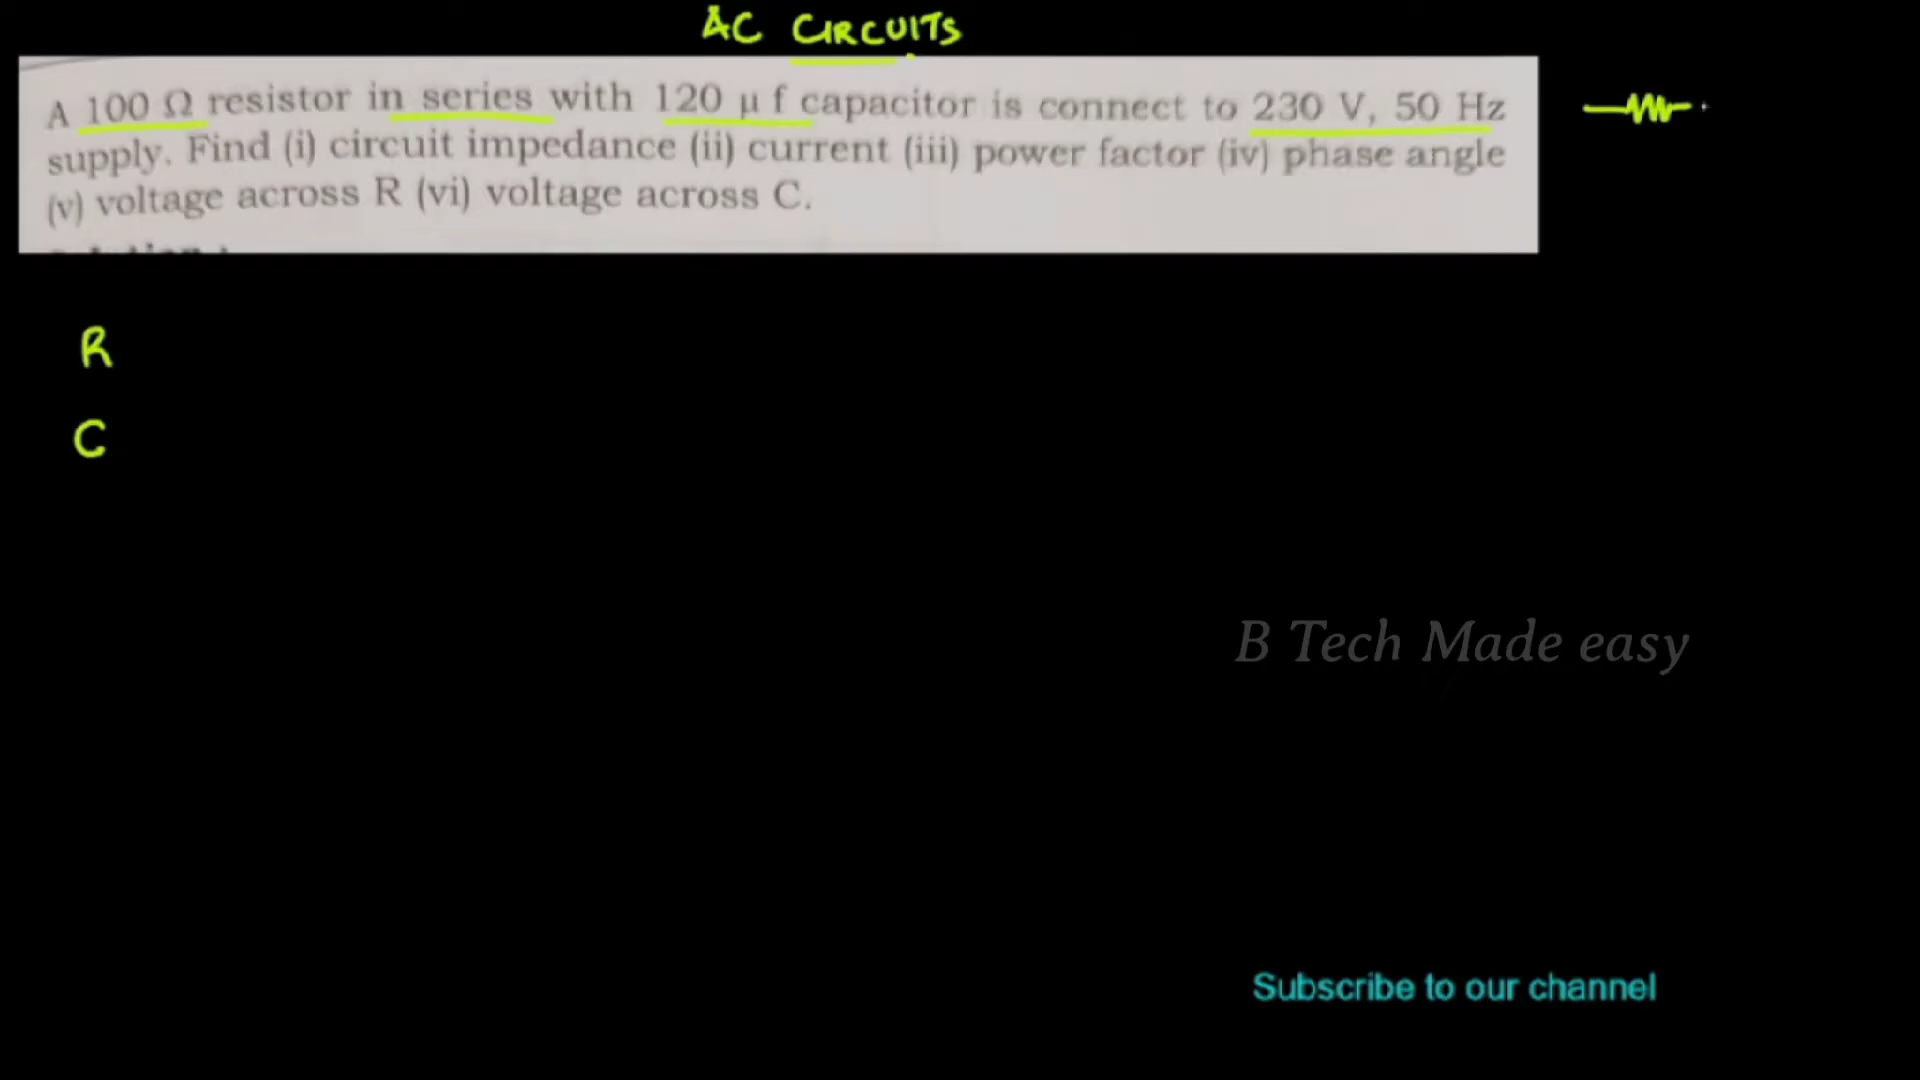 AC CIRCUITS
A 100 Ω resistor in series with 120 μ f capacitor is connect to 230 V, 50 Hz
supply. Find (i) circuit impedance (ii) current (iii) power factor (iv) phase angle
(v) voltage across R (vi) voltage across C.
R
C
B Tech Made easy
Subscribe to our channel